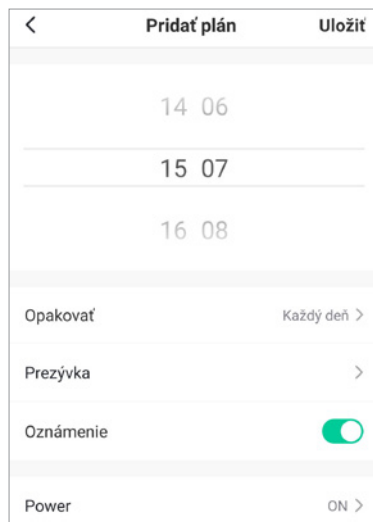 Pridať plán Uložiť
14 06
15 07
16 08
Opakovať Každý deň
Prezývka
Oznámenie
Power ON